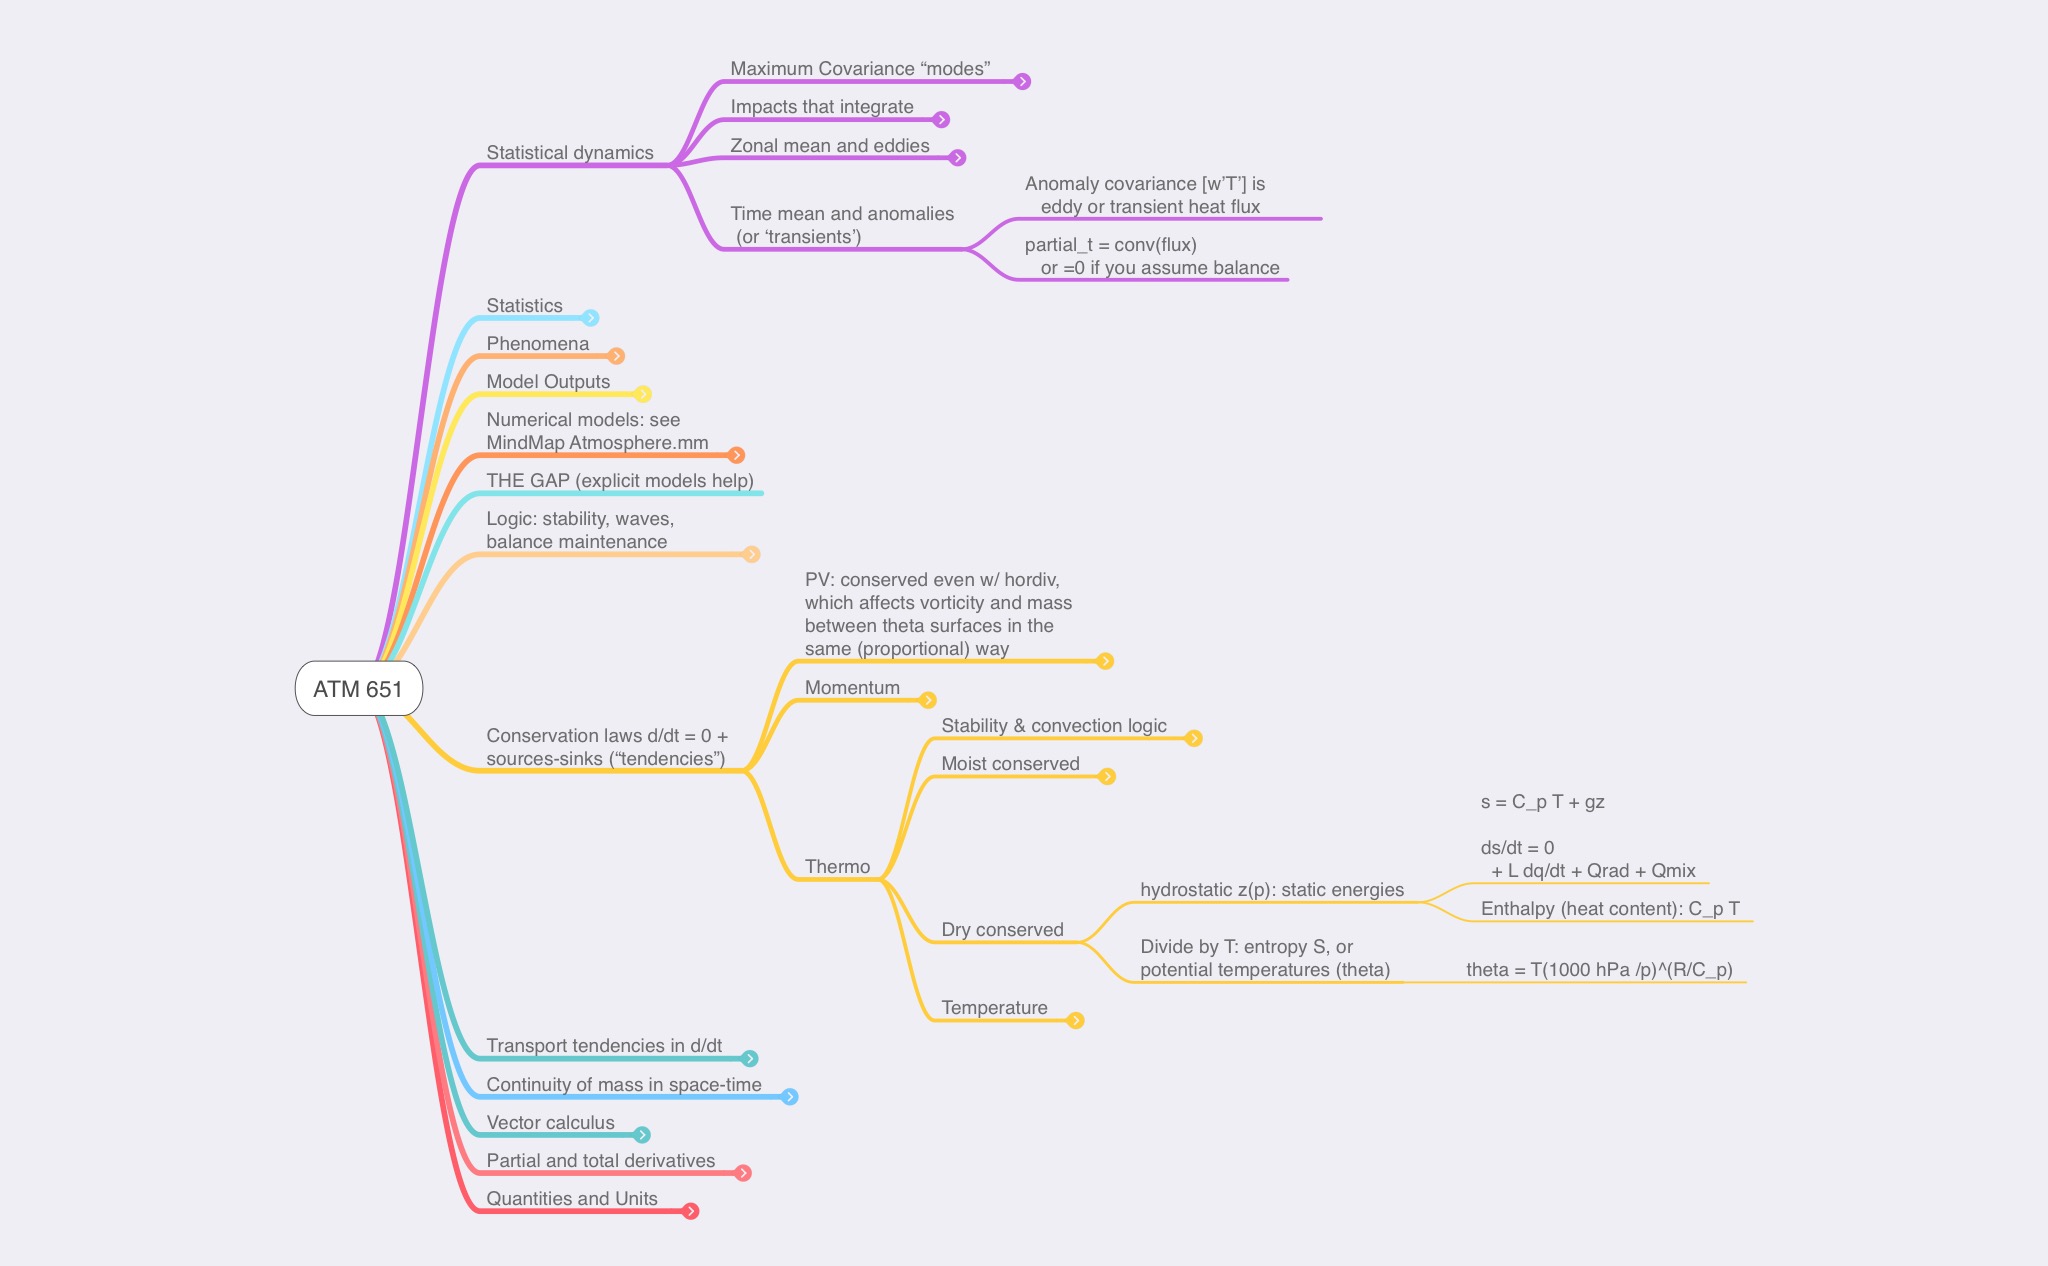 Maximum Covariance “modes”
Impacts that integrate
Zonal mean and eddies
Statistical dynamics
Anomaly covariance [w’T’] is
eddy or transient heat flux
Time mean and anomalies
(or ‘transients’)
partial_t = conv(flux)
or =0 if you assume balance
Statistics
Phenomena
Model Outputs
Numerical models: see
MindMap Atmosphere.mm
THE GAP (explicit models help)
Logic: stability, waves,
balance maintenance
PV: conserved even w/ hordiv,
which affects vorticity and mass
between theta surfaces in the
same (proportional) way
ATM 651
Momentum
Conservation laws d/dt = 0 +
sources-sinks (“tendencies”)
Stability & convection logic
Moist conserved
Thermo
s = C_p T + gz
ds/dt = 0
+ L dq/dt + Qrad + Qmix
hydrostatic z(p): static energies
Enthalpy (heat content): C_p T
Dry conserved
Divide by T: entropy S, or
potential temperatures (theta)
theta = T(1000 hPa /p)^(R/C_p)
Temperature
Transport tendencies in d/dt
Continuity of mass in space-time
Vector calculus
Partial and total derivatives
Quantities and Units